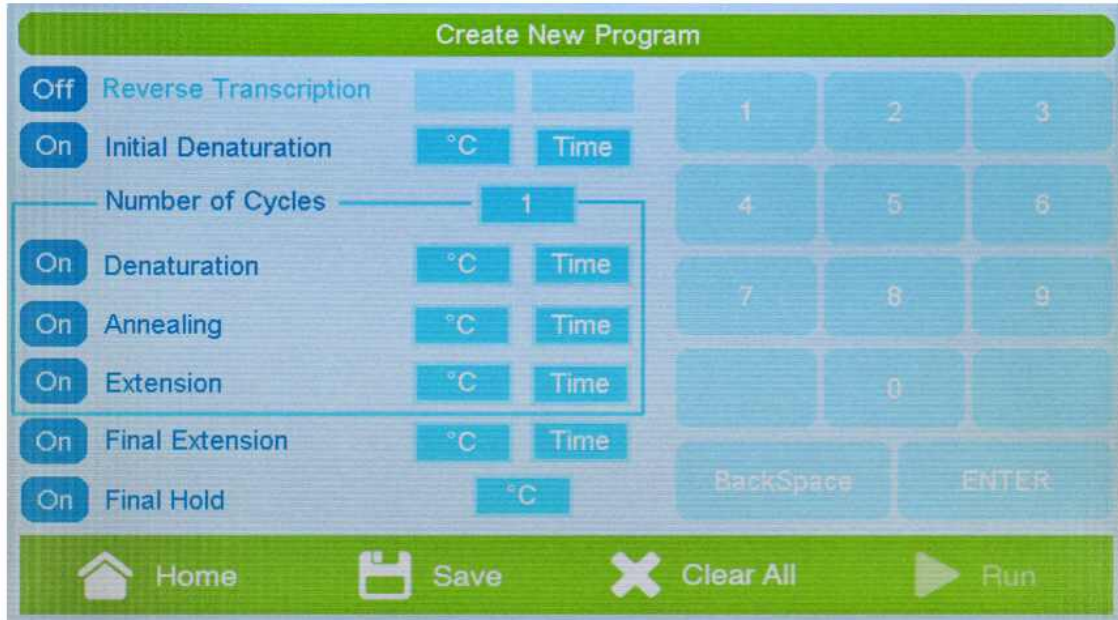 Create New Program
Off Reverse Transcription
On Initial Denaturation °C Time
Number of Cycles 1
On Denaturation °C Time
On Annealing °C Time
On Extension °C Time
On Final Extension °C Time
On Final Hold °C
1 2 3
4 5 6
7 8 9
0
BackSpace ENTER
Home Save Clear All Run